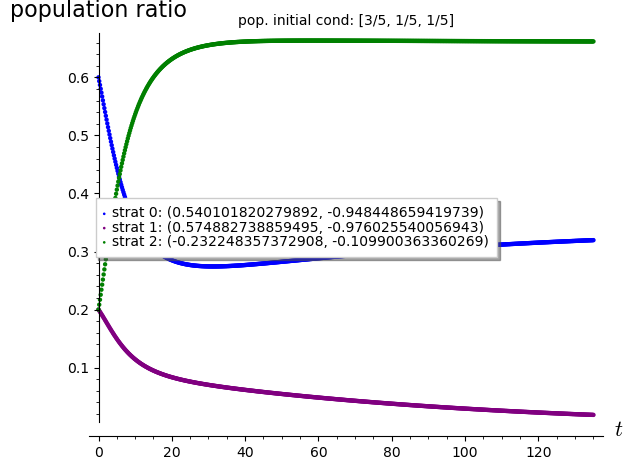 population ratio
pop. initial cond: [3/5, 1/5, 1/5]
0.6
0.5
0.4
strat 0: (0.540101820279892, -0.948448659419739)
strat 1: (0.574882738859495, -0.976025540056943)
strat 2: (-0.232248357372908, -0.109900363360269)
0.3
0.2
0.1
t
0 20 40 60 80 100 120